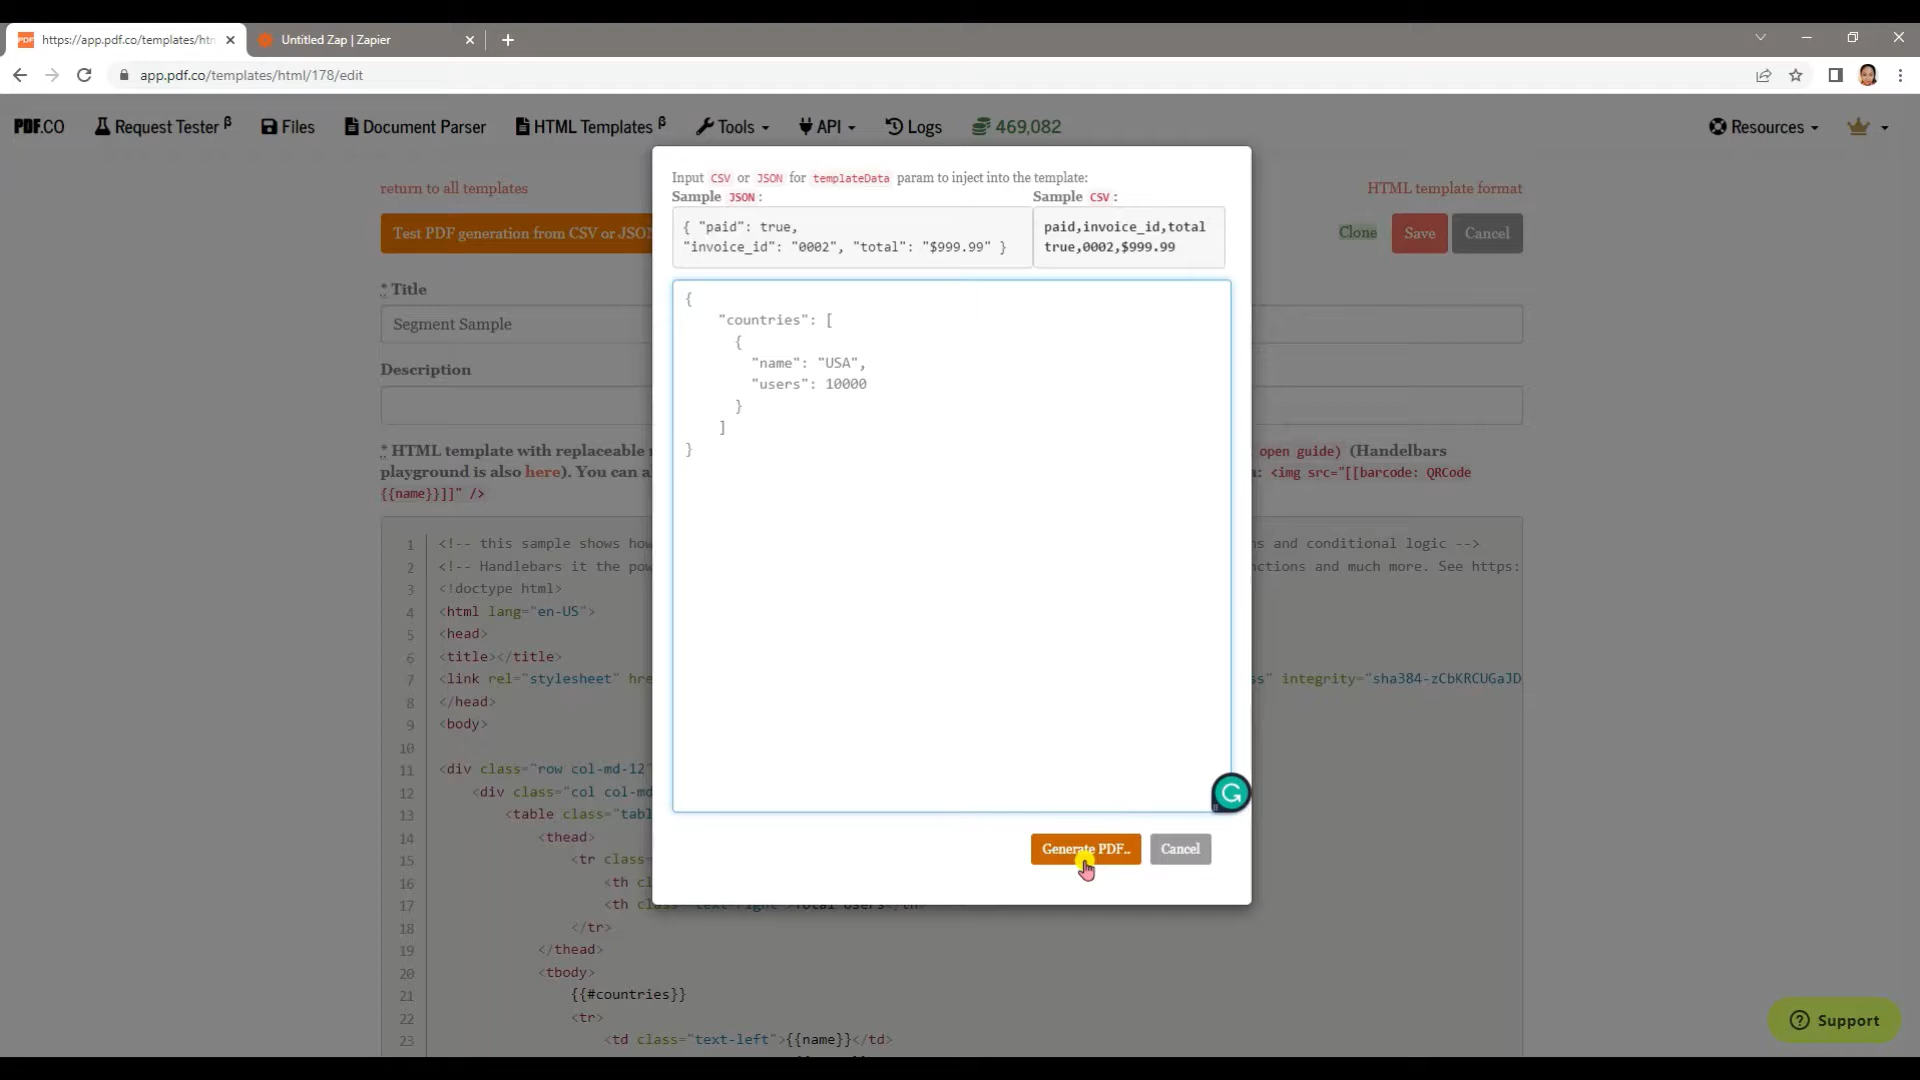 https://app.pdf.co/templates/htm
Untitled Zap | Zapier
app.pdf.co/templates/html/178/edit
PDF.CO
Request Tester β
Files
Document Parser
HTML Templates β
Tools
API
Logs
469,082
Resources
return to all templates
HTML template format
Test PDF generation from CSV or JSON
Clone
Save
Cancel
* Title
Segment Sample
Description
* HTML template with replaceable
open guide) (Handelbars
playground is also here). You can a
: <img src="[[barcode: QRCode
{{name}}]]" />
1 <!-- this sample shows how
ns and conditional logic -->
2 <!-- Handlebars it the pow
nctions and much more. See https:
3 <!doctype html>
4 <html lang="en-US">
5 <head>
6 <title></title>
7 <link rel="stylesheet" hre
ss" integrity="sha384-zCbKRCUGaJD
8 </head>
9 <body>
10
11 <div class="row col-md-12"
12 <div class="col col-md
13 <table class="tabl
14 <thead>
15 <tr class=
16 <th cl
17 <th class="text-right">Total Users</th>
18 </tr>
19 </thead>
20 <tbody>
21 {{#countries}}
22 <tr>
23 <td class="text-left">{{name}}</td>
Input CSV or JSON for templateData param to inject into the template:
Sample JSON :
Sample CSV :
{ "paid": true,
"invoice_id": "0002", "total": "$999.99" }
paid,invoice_id,total
true,0002,$999.99
{
"countries": [
{
"name": "USA",
"users": 10000
}
]
}
Generate PDF..
Cancel
Support